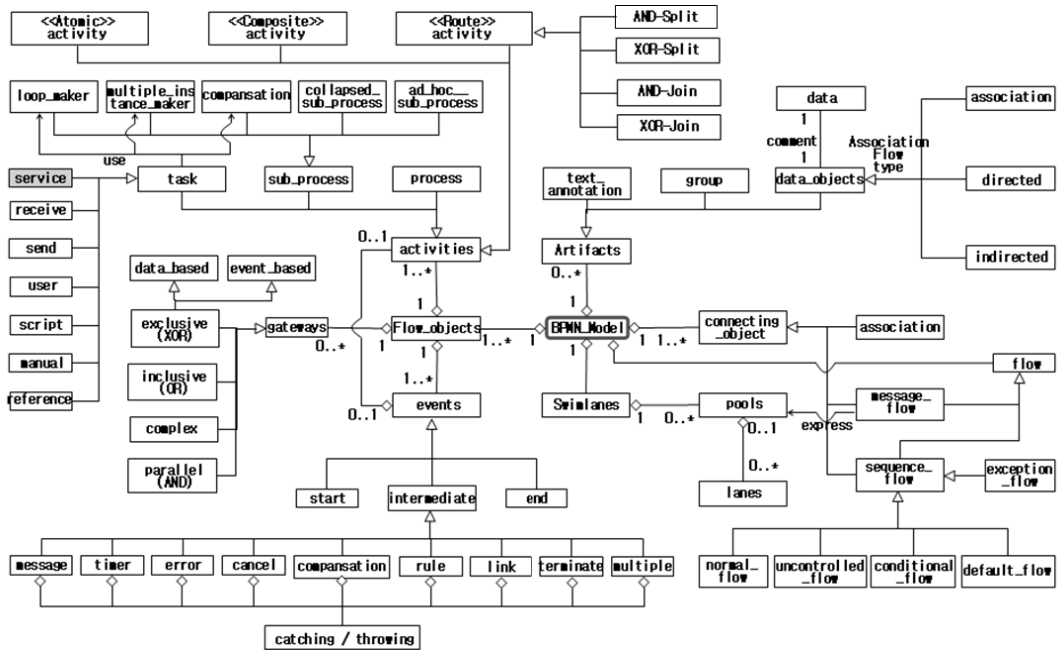 <<Atomic>>
activity
<<Composite>>
activity
<<Route>>
activity
AND-Split
XOR-Split
AND-Join
XOR-Join
loop_maker
multiple_ins
tance_maker
compansation
collapsed_
sub_process
ad_hoc__
sub_process
data
association
1
comment
1
Association
Flow
type
use
service
task
sub_process
process
text_
annotation
group
data_objects
directed
receive
send
user
script
manual
reference
0..1
activities
1..*
1
Artifacts
0..*
1
indirected
data_based
event_based
exclusive
(XOR)
gateways
0..*
1
Flow_objects
1..*
1
BPMN_Model
1
1..*
connecting
_object
association
flow
inclusive
(OR)
complex
parallel
(AND)
1
1..*
0..1
events
1
Swimlanes
1
0..*
pools
0..1
express
message_
flow
0..*
lanes
sequence_
flow
exception
_flow
start
intermediate
end
normal_
flow
uncontrolled
_flow
conditional
_flow
default_flow
message
timer
error
cancel
compansation
rule
link
terminate
multiple
catching / throwing